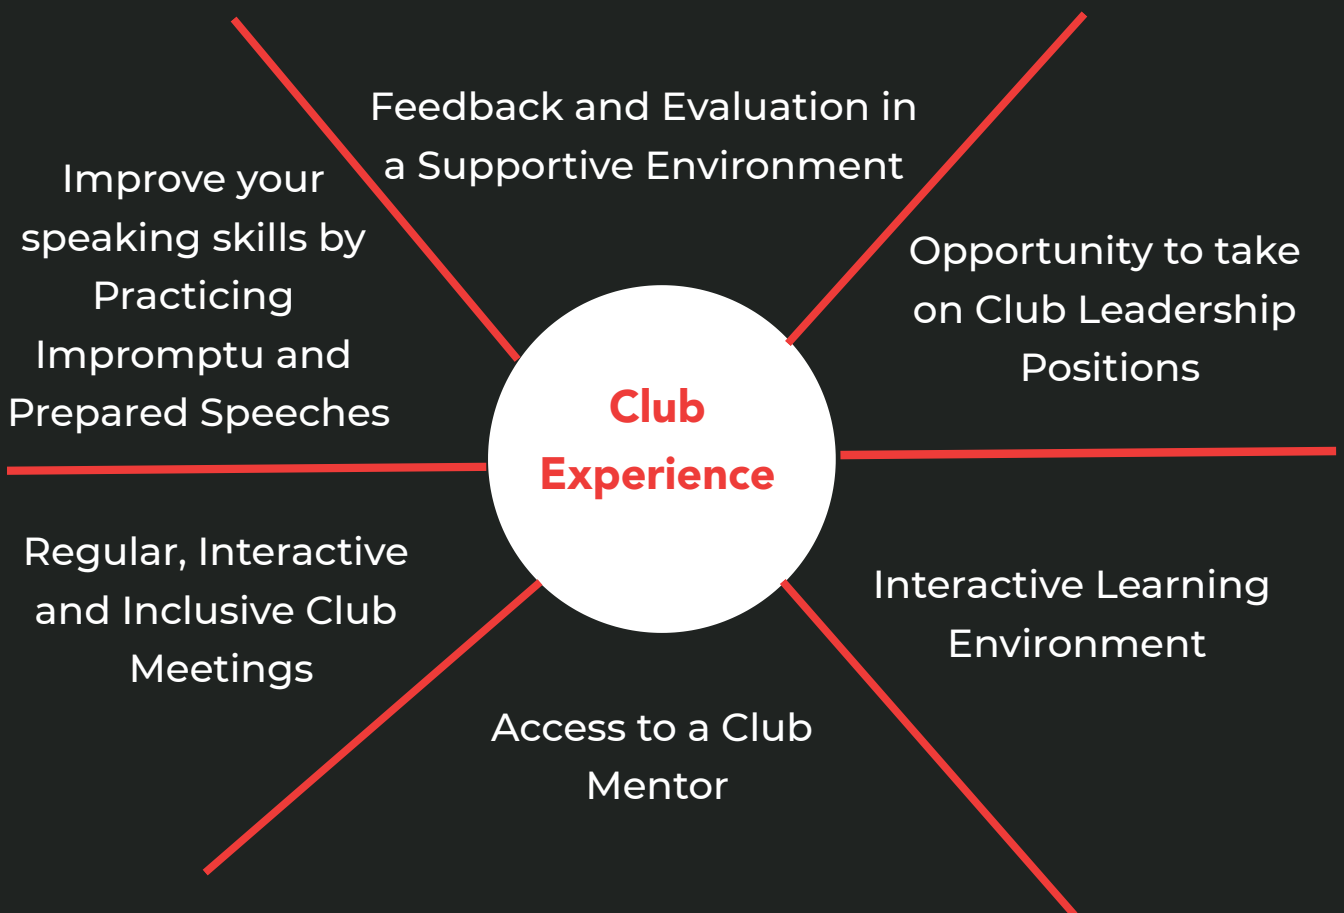 Feedback and Evaluation in
a Supportive Environment
Improve your
speaking skills by
Practicing
Impromptu and
Prepared Speeches
Opportunity to take
on Club Leadership
Positions
Club
Experience
Regular, Interactive
and Inclusive Club
Meetings
Interactive Learning
Environment
Access to a Club
Mentor